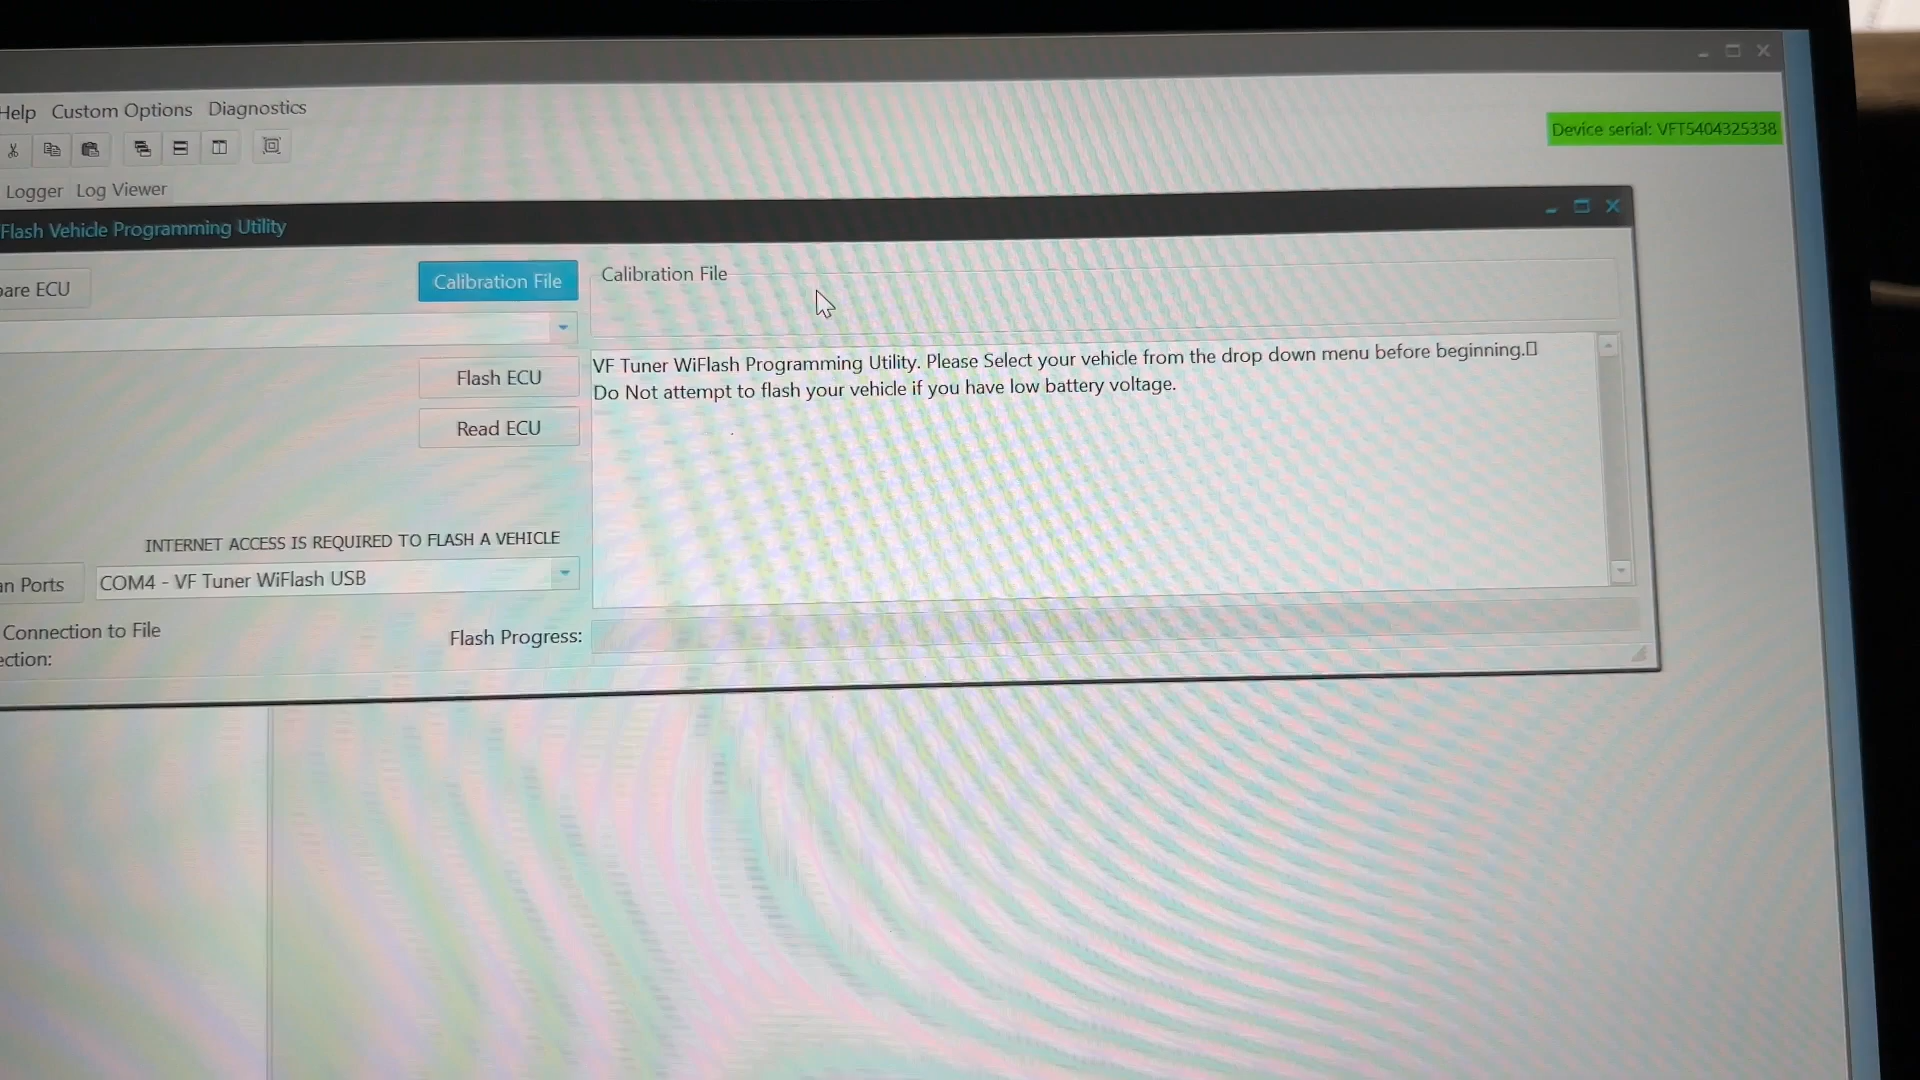 Help Custom Options Diagnostics
Device serial: VFT5404325338
Logger Log Viewer
Flash Vehicle Programming Utility
are ECU
Calibration File
Calibration File
VF Tuner WiFlash Programming Utility. Please Select your vehicle from the drop down menu before beginning.
Do Not attempt to flash your vehicle if you have low battery voltage.
Flash ECU
Read ECU
INTERNET ACCESS IS REQUIRED TO FLASH A VEHICLE
an Ports
COM4 - VF Tuner WiFlash USB
Connection to File
ection:
Flash Progress: